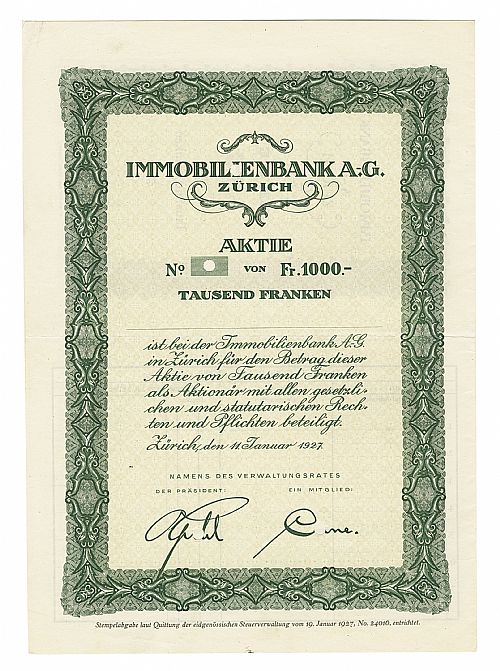 IMMOBILIENBANK A.-G.
ZÜRICH
AKTIE
No von Fr. 1000.-
TAUSEND FRANKEN
ist bei der Immobilienbank A-G.
in Zürich für den Betrag dieser
Aktie von Tausend Franken
als Aktionär mit allen gesetzli-
chen und statutarischen Rech-
ten und Pflichten beteiligt.
Zürich, den 11. Januar 1927.
NAMENS DES VERWALTUNGSRATES
DER PRÄSIDENT: EIN MITGLIED:
Stempelabgabe laut Quittung der eidgenössischen Steuerverwaltung vom 19. Januar 1927, No. 24016, entrichtet.